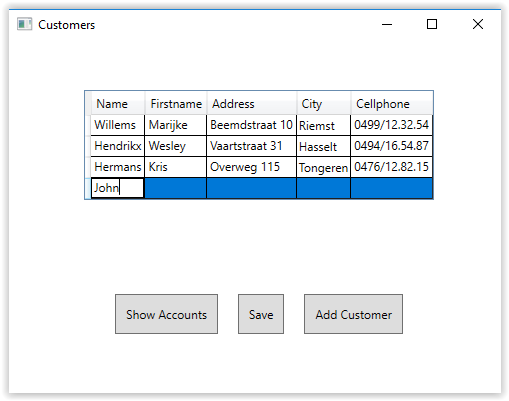 Customers
Name Firstname Address City Cellphone
Willems Marijke Beemdstraat 10 Riemst 0499/12.32.54
Hendrikx Wesley Vaartstraat 31 Hasselt 0494/16.54.87
Hermans Kris Overweg 115 Tongeren 0476/12.82.15
John
Show Accounts Save Add Customer